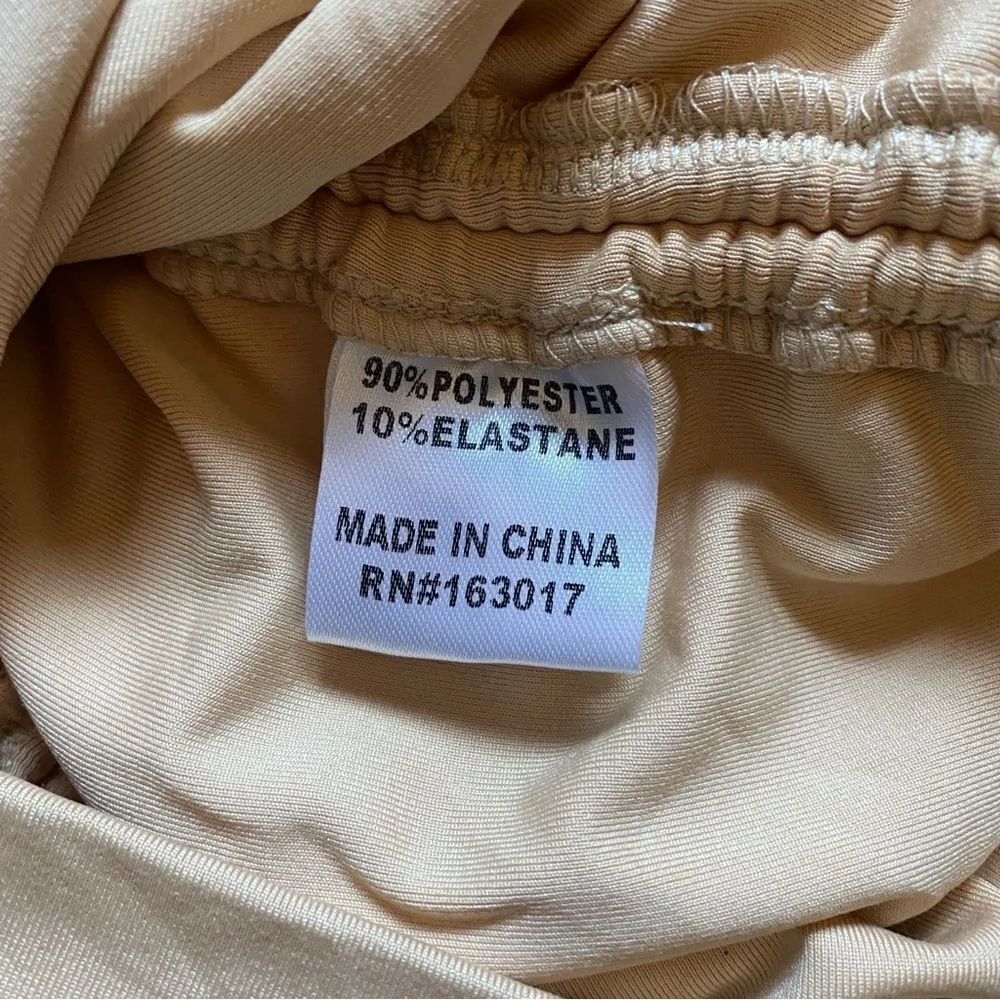 90%POLYESTER
10%ELASTANE
MADE IN CHINA
RN#163017